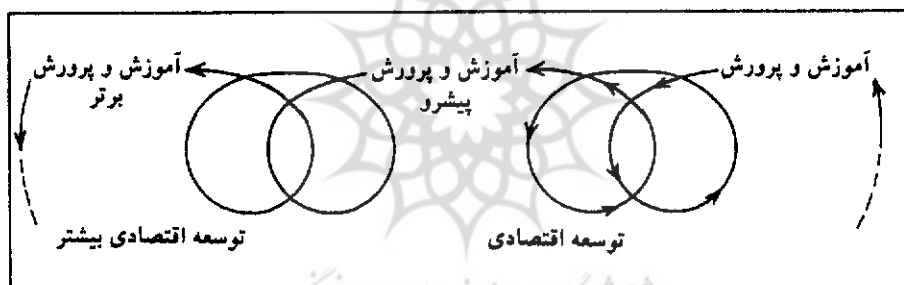 آموزش و پرورش
آموزش و پرورش
پیشرو
آموزش و پرورش
برتر
توسعه اقتصادی
توسعه اقتصادی بیشتر